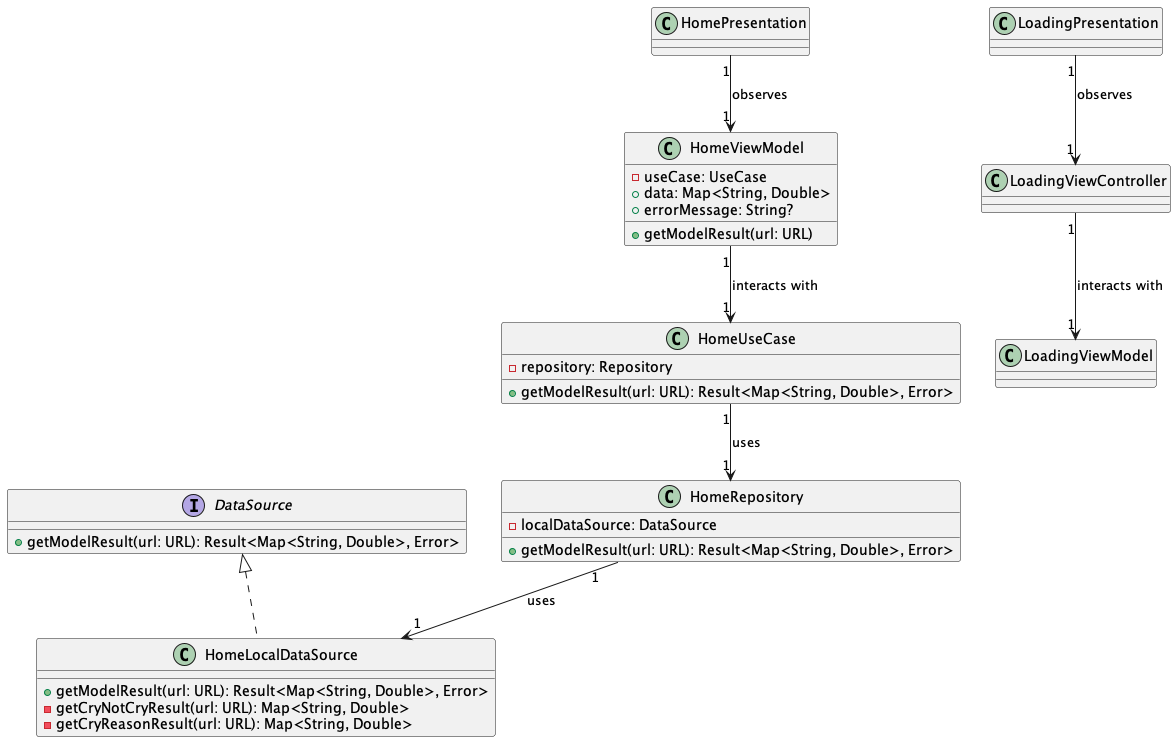 C HomePresentation
1
observes
1
C HomeViewModel
useCase: UseCase
data: Map<String, Double>
errorMessage: String?
getModelResult(url: URL)
1
interacts with
1
C HomeUseCase
repository: Repository
getModelResult(url: URL): Result<Map<String, Double>, Error>
1
uses
1
C HomeRepository
localDataSource: DataSource
getModelResult(url: URL): Result<Map<String, Double>, Error>
1
uses
1
I DataSource
getModelResult(url: URL): Result<Map<String, Double>, Error>
C HomeLocalDataSource
getModelResult(url: URL): Result<Map<String, Double>, Error>
getCryNotCryResult(url: URL): Map<String, Double>
getCryReasonResult(url: URL): Map<String, Double>
C LoadingPresentation
1
observes
1
C LoadingViewController
1
interacts with
1
C LoadingViewModel